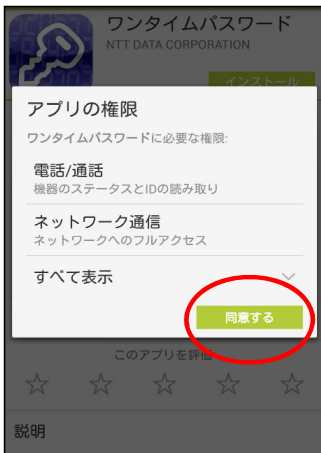 ワンタイムパスワード
NTT DATA CORPORATION
インストール
アプリの権限
ワンタイムパスワードに必要な権限:
電話/通話
機器のステータスとIDの読み取り
ネットワーク通信
ネットワークへのフルアクセス
すべて表示
同意する
このアプリを評価
説明